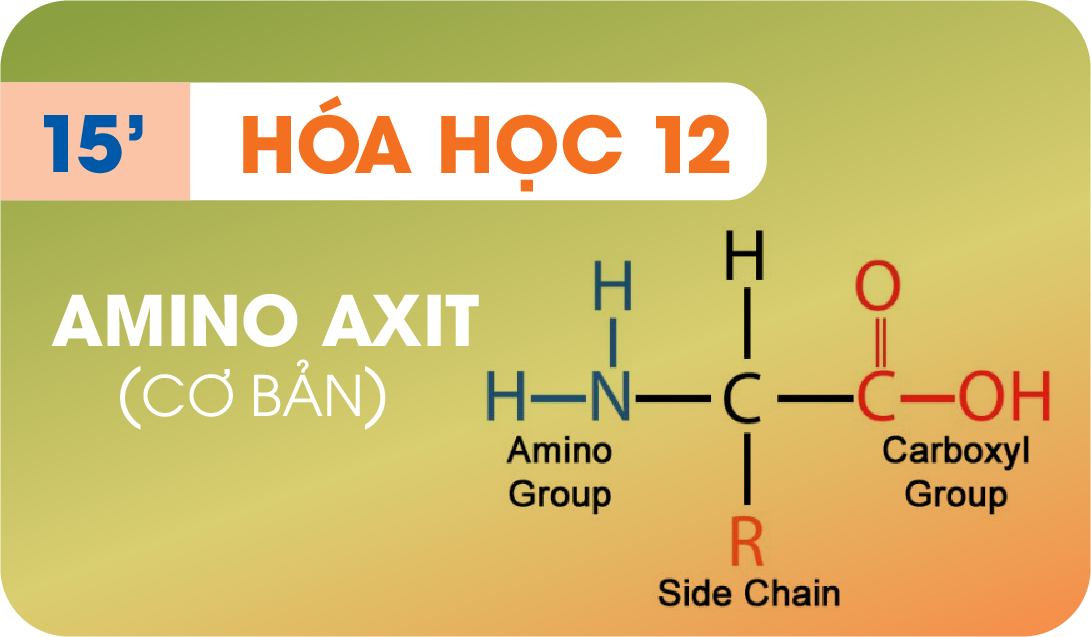 15’ HÓA HỌC 12
AMINO AXIT
(CƠ BẢN)
H
H
O
H N C C OH
Amino
Group
Carboxyl
Group
R
Side Chain